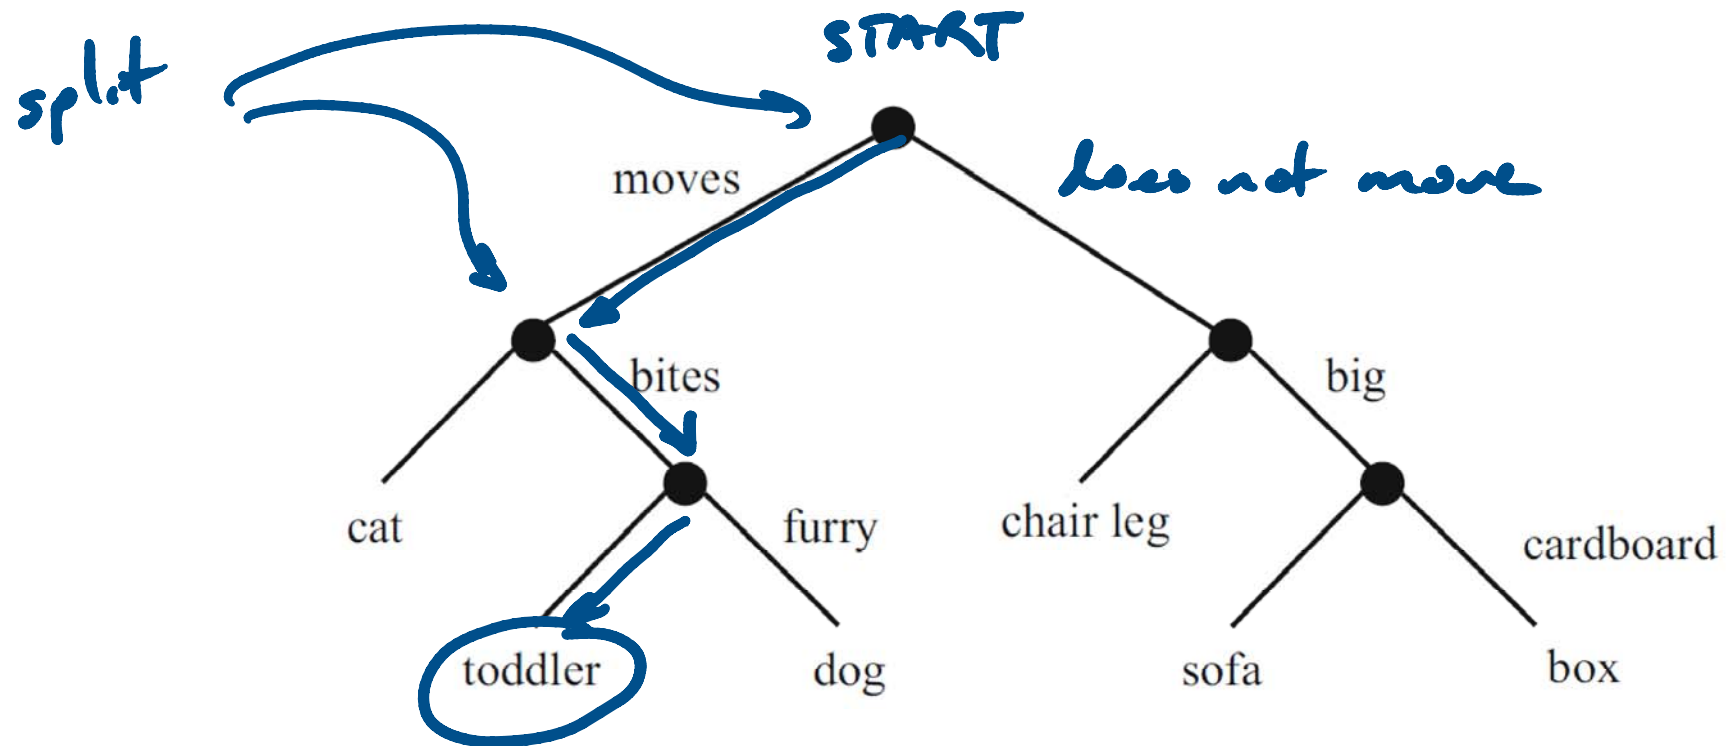 START
split
moves
does not move
bites
big
cat
furry
chair leg
cardboard
toddler
dog
sofa
box